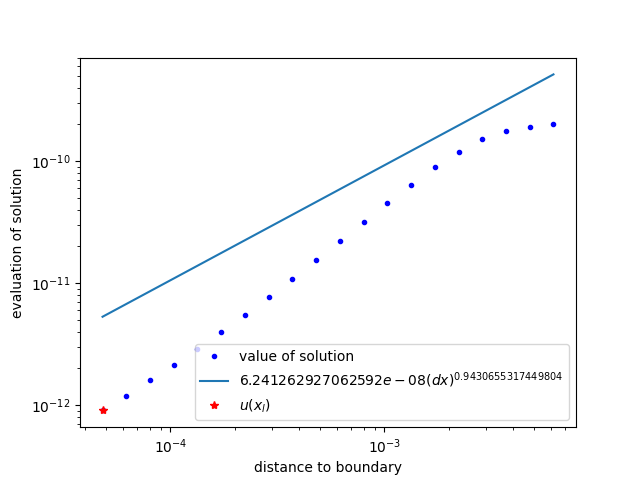 evaluation of solution
10⁻¹⁰
10⁻¹¹
10⁻¹²
value of solution
6.241262927062592e − 08(dx)^0.9430655317449804
u(x_l)
10⁻⁴
10⁻³
distance to boundary